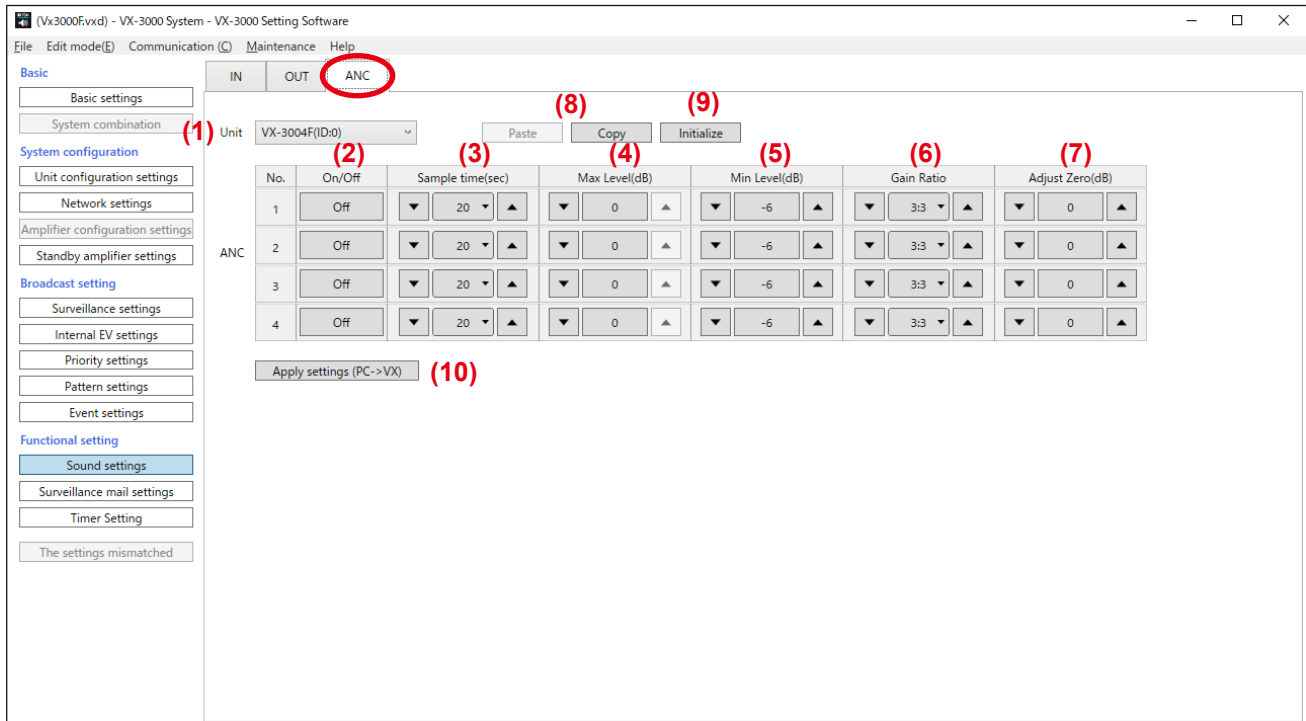 (Vx3000F.vxd) - VX-3000 System - VX-3000 Setting Software
File Edit mode(E) Communication (C) Maintenance Help
Basic
Basic settings
System combination
System configuration
Unit configuration settings
Network settings
Amplifier configuration settings
Standby amplifier settings
Broadcast setting
Surveillance settings
Internal EV settings
Priority settings
Pattern settings
Event settings
Functional setting
Sound settings
Surveillance mail settings
Timer Setting
The settings mismatched
IN OUT ANC
(8) (9)
(1) Unit VX-3004F(ID:0) Paste Copy Initialize
(2) (3) (4) (5) (6) (7)
No. On/Off Sample time(sec) Max Level(dB) Min Level(dB) Gain Ratio Adjust Zero(dB)
ANC
1 Off 20 0 -6 3:3 0
2 Off 20 0 -6 3:3 0
3 Off 20 0 -6 3:3 0
4 Off 20 0 -6 3:3 0
Apply settings (PC->VX) (10)